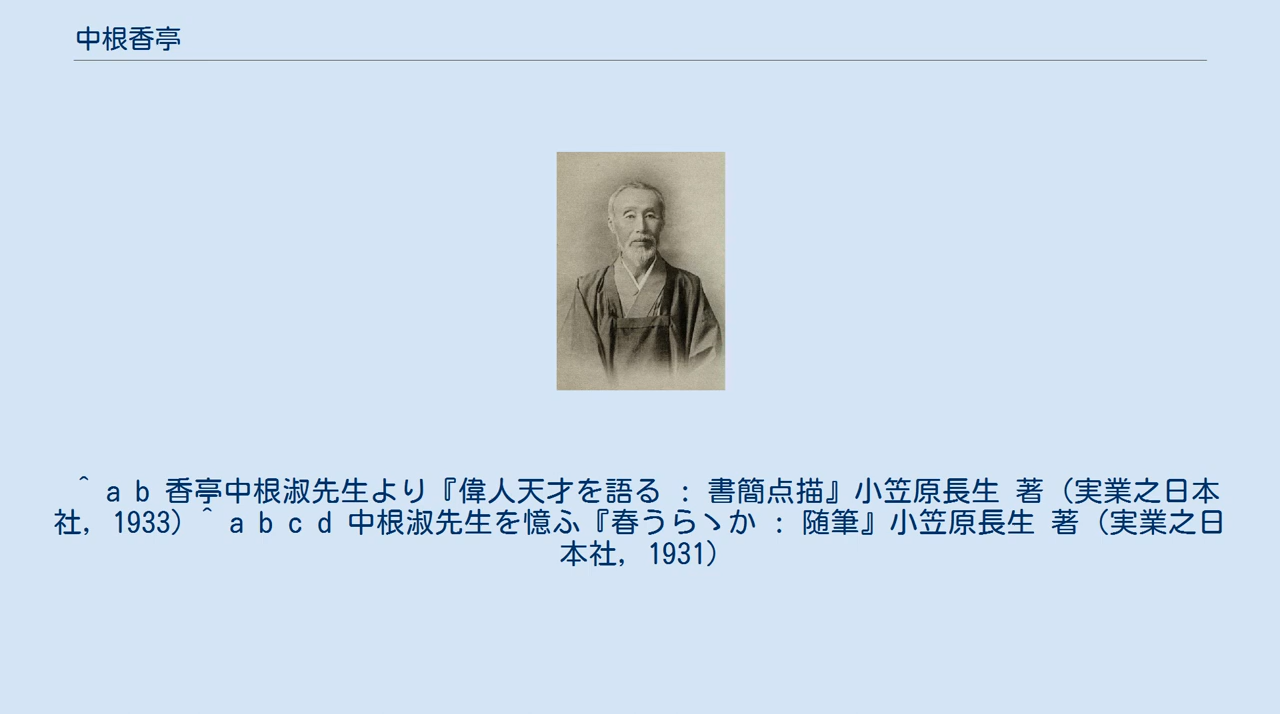 中根香亭
^ a b 香亭中根淑先生より『偉人天才を語る : 書簡点描』小笠原長生 著 (実業之日本
社, 1933) ^ a b c d 中根淑先生を憶ふ『春うらゝか : 随筆』小笠原長生 著 (実業之日
本社, 1931)